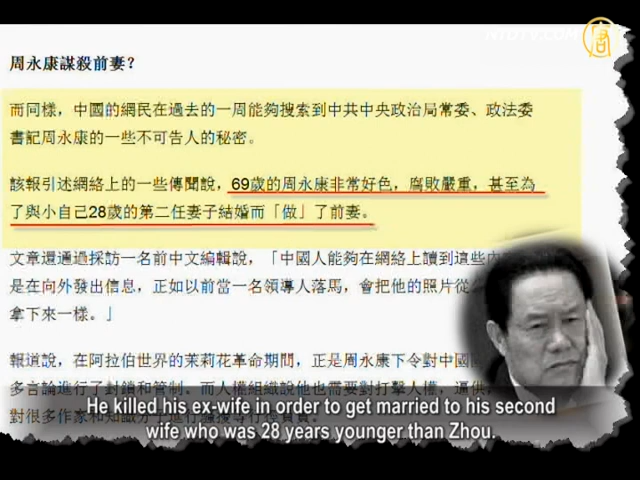 NTDTV.COM
周永康謀殺前妻？
而同樣，中國的網民在過去的一周能夠搜索到中共中央政治局常委、政法委
書記周永康的一些不可告人的秘密。
該報引述網絡上的一些傳聞說，69歲的周永康非常好色，腐敗嚴重，甚至為
了與小自己28歲的第二任妻子結婚而「做」了前妻。
文章還通過採訪一名前中文編輯說，「中國人能夠在網絡上讀到這些內
是在向外發出信息，正如以前當一名領導人落馬，會把他的照片從
拿下來一樣。」
報道說，在阿拉伯世界的茉莉花革命期間，正是周永康下令對中國
多言論進行了封鎖和管制。而人權組織說他也需要對打擊人權，逼供，
對很多作家和知識分子進行
He killed his ex-wife in order to get married to his second
wife who was 28 years younger than Zhou.